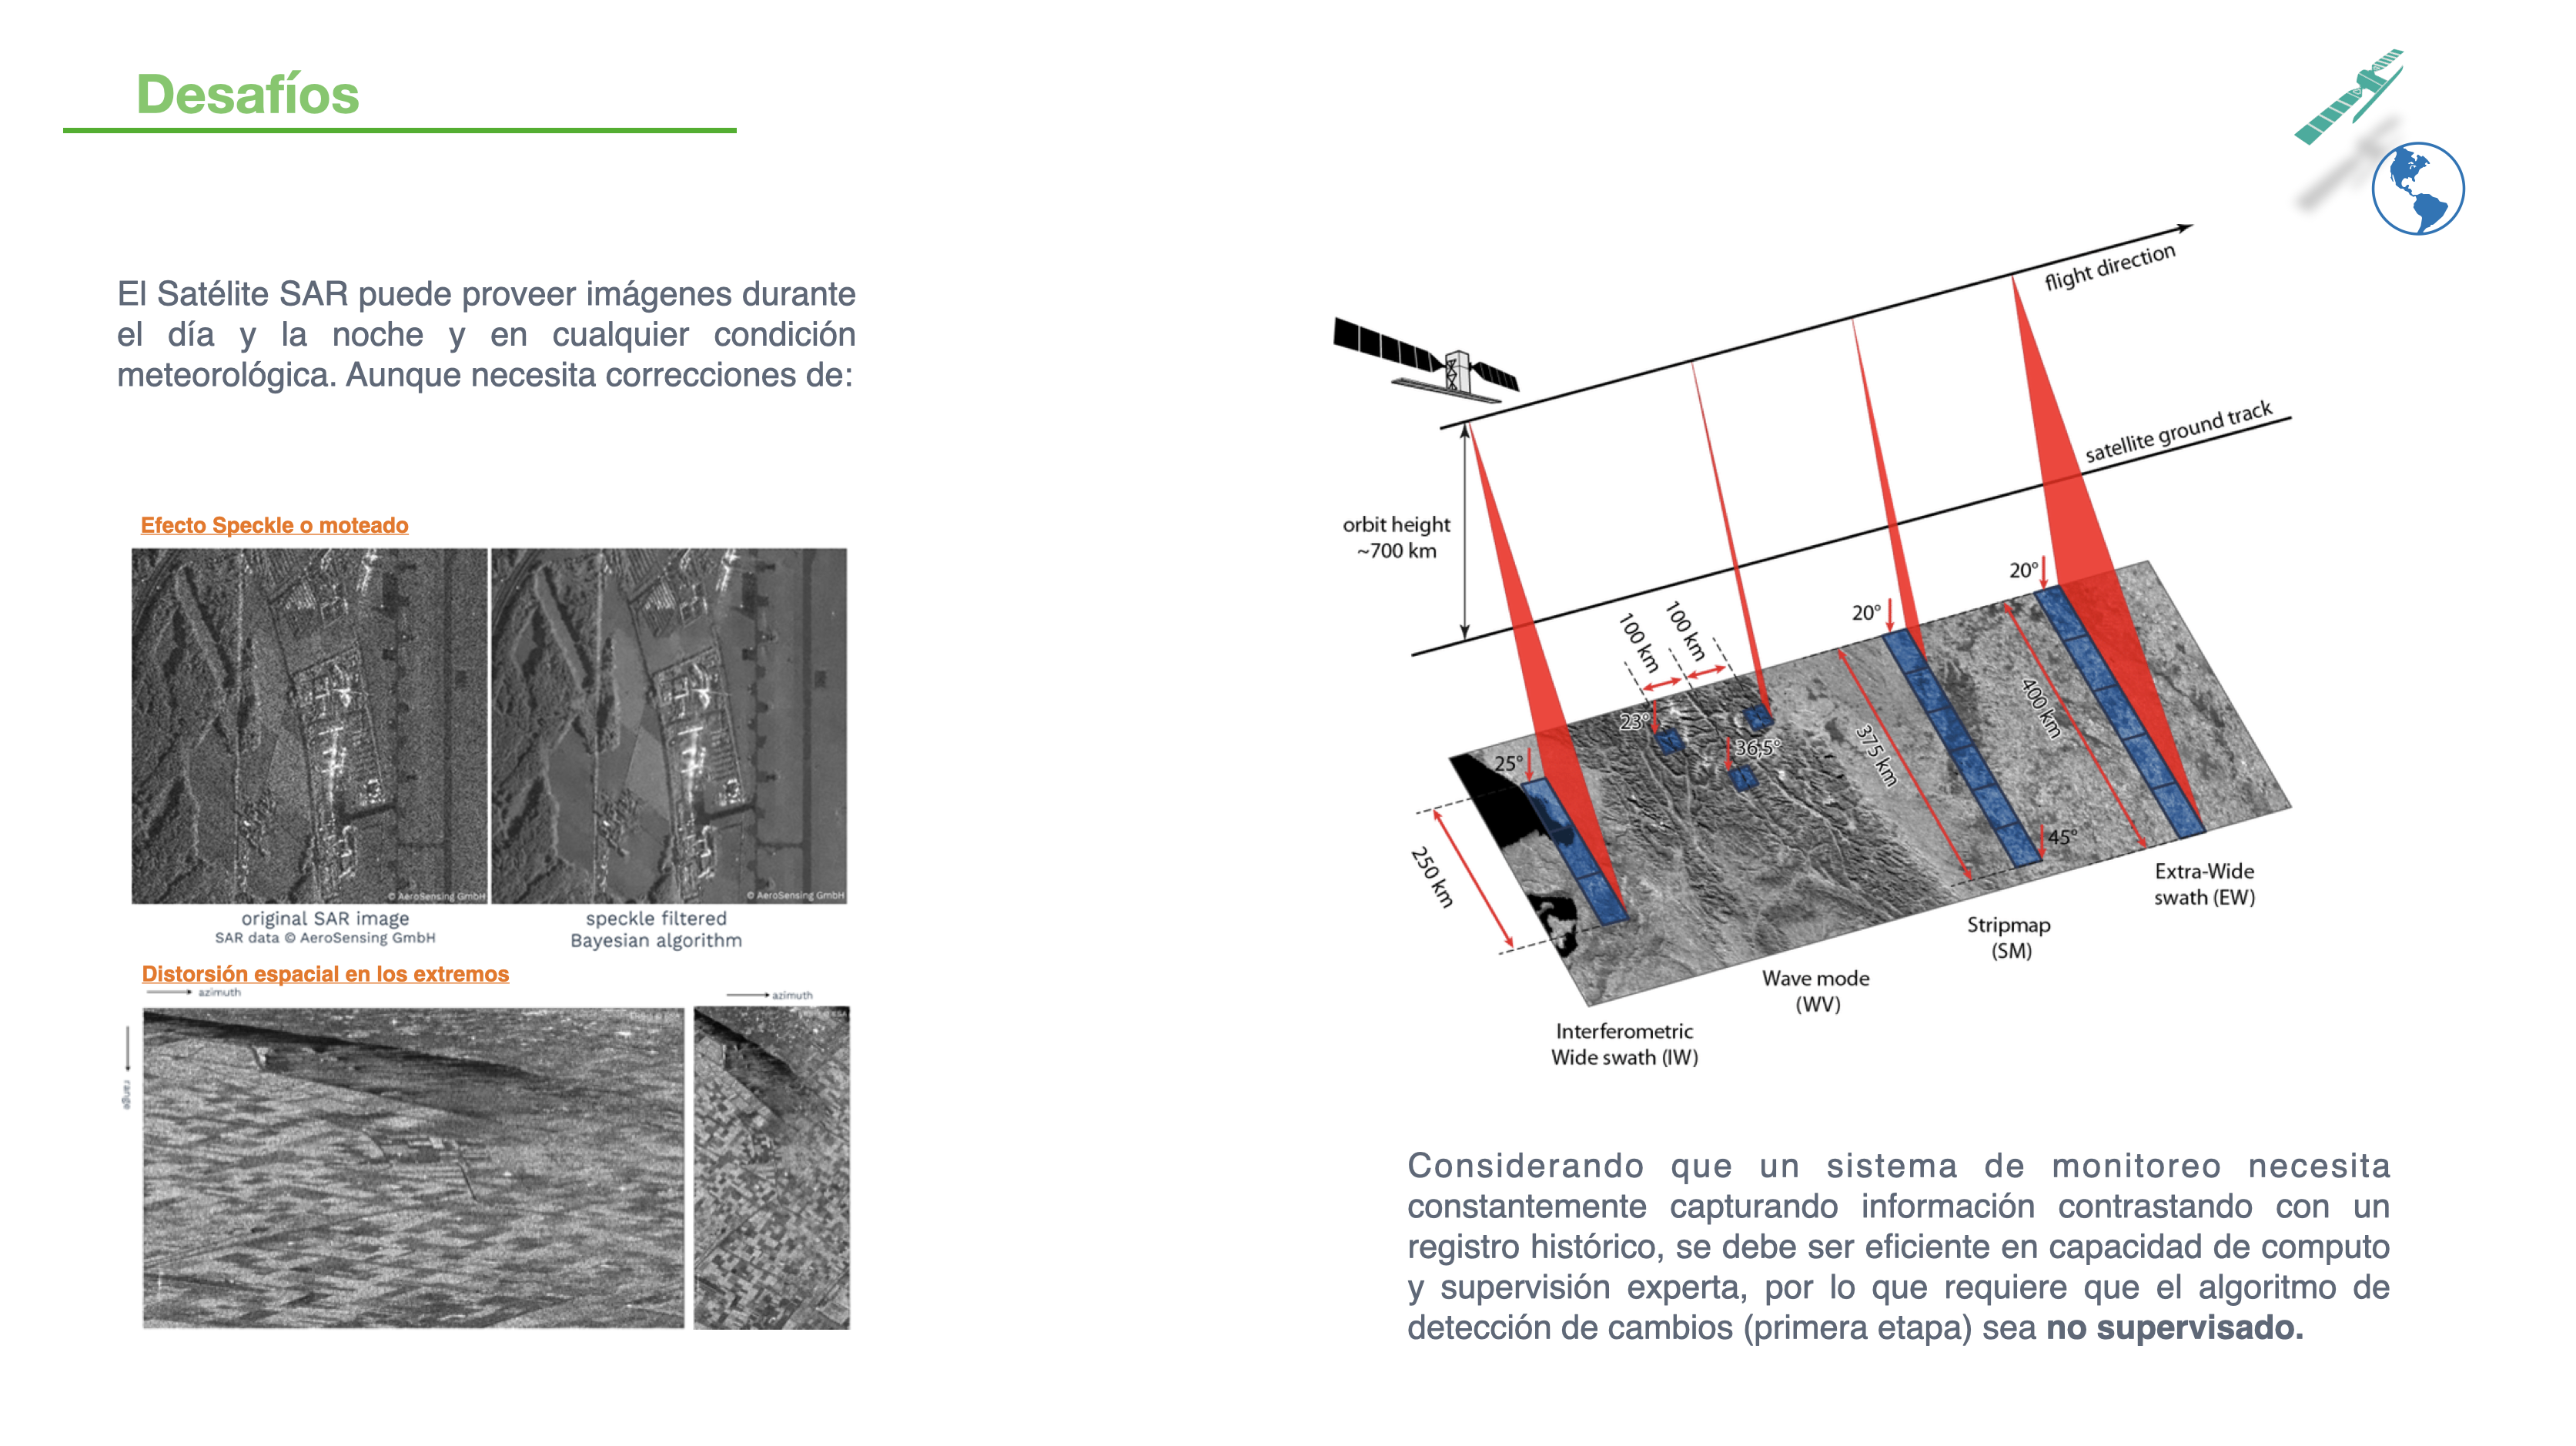 Desafíos
El Satélite SAR puede proveer imágenes durante
el día y la noche y en cualquier condición
meteorológica. Aunque necesita correcciones de:
Efecto Speckle o moteado
© AeroSensing GmbH
© AeroSensing GmbH
original SAR image
SAR data © AeroSensing GmbH
speckle filtered
Bayesian algorithm
Distorsión espacial en los extremos
azimuth
azimuth
range
flight direction
satellite ground track
orbit height
~700 km
20°
20°
100 km
100 km
23°
36,5°
25°
375 km
400 km
45°
250 km
Extra-Wide
swath (EW)
Stripmap
(SM)
Wave mode
(WV)
Interferometric
Wide swath (IW)
Considerando que un sistema de monitoreo necesita
constantemente capturando información contrastando con un
registro histórico, se debe ser eficiente en capacidad de computo
y supervisión experta, por lo que requiere que el algoritmo de
detección de cambios (primera etapa) sea no supervisado.